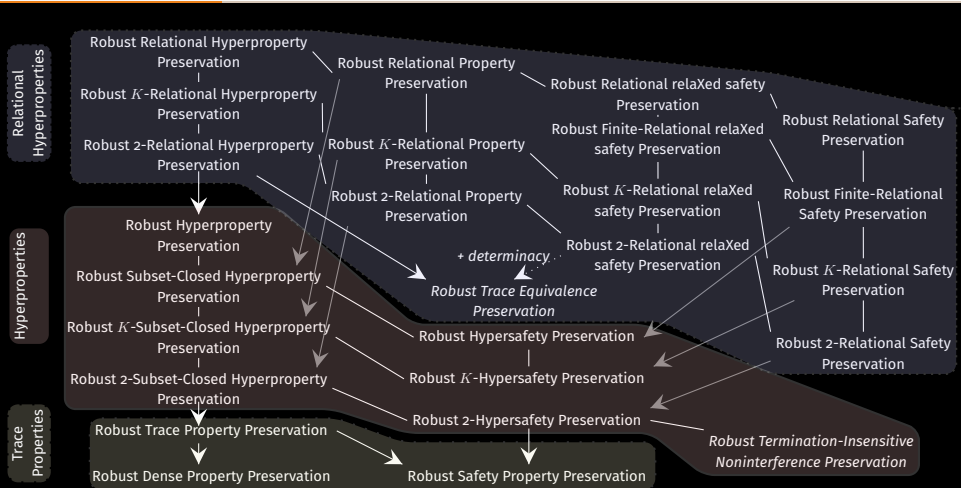 Relational
Hyperproperties
Robust Relational Hyperproperty
Preservation
Robust K-Relational Hyperproperty
Preservation
Robust 2-Relational Hyperproperty
Preservation
Robust Relational Property
Preservation
Robust K-Relational Property
Preservation
Robust 2-Relational Property
Preservation
Robust Relational relaXed safety
Preservation
Robust Finite-Relational relaXed
safety Preservation
Robust K-Relational relaXed
safety Preservation
Robust 2-Relational relaXed
safety Preservation
Robust Relational Safety
Preservation
Robust Finite-Relational
Safety Preservation
Robust K-Relational Safety
Preservation
Robust 2-Relational Safety
Preservation
+ determinacy
Robust Trace Equivalence
Preservation
Hyperproperties
Robust Hyperproperty
Preservation
Robust Subset-Closed Hyperproperty
Preservation
Robust K-Subset-Closed Hyperproperty
Preservation
Robust 2-Subset-Closed Hyperproperty
Preservation
Robust Hypersafety Preservation
Robust K-Hypersafety Preservation
Robust 2-Hypersafety Preservation
Robust Termination-Insensitive
Noninterference Preservation
Trace
Properties
Robust Trace Property Preservation
Robust Dense Property Preservation
Robust Safety Property Preservation